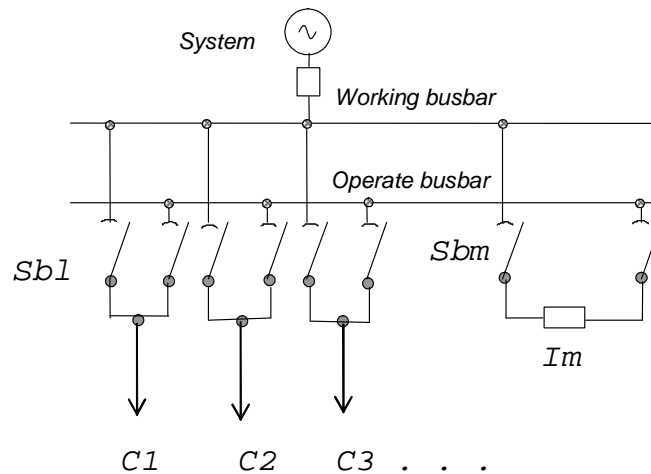 System
Working busbar
Operate busbar
Sbl
Sbm
Im
C1 C2 C3 . . .